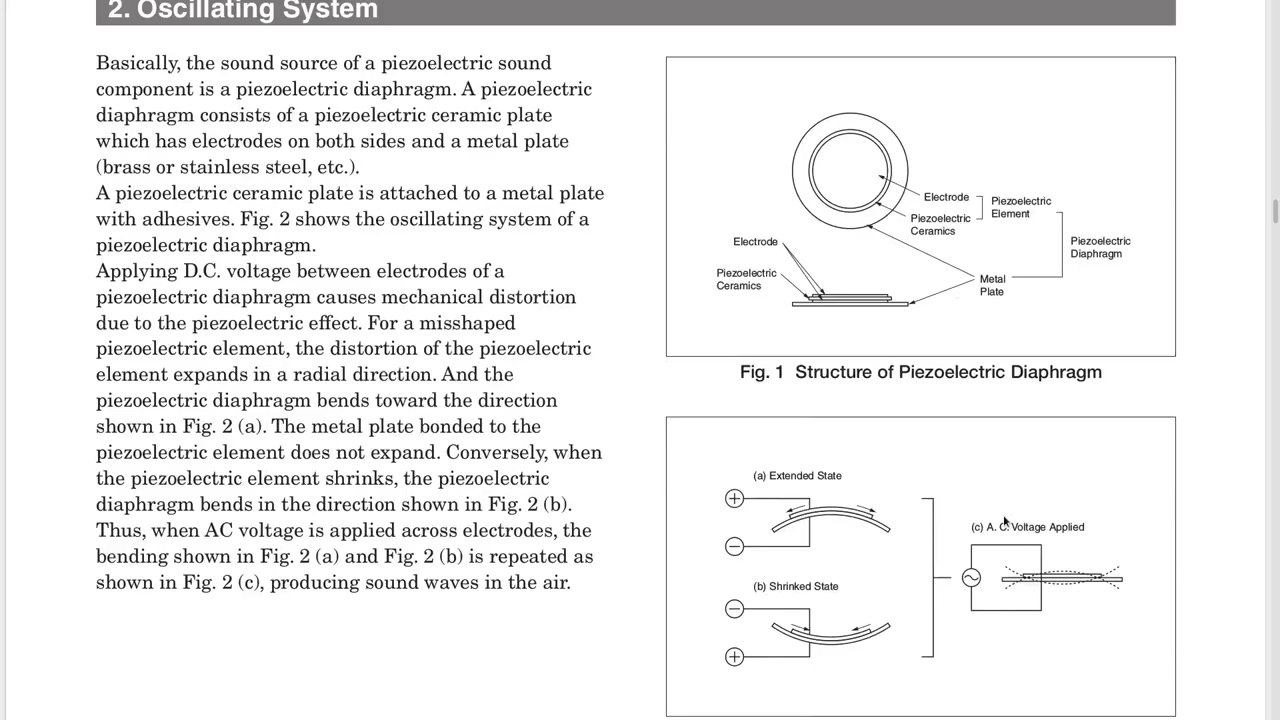 2. Oscillating System
Basically, the sound source of a piezoelectric sound
component is a piezoelectric diaphragm. A piezoelectric
diaphragm consists of a piezoelectric ceramic plate
which has electrodes on both sides and a metal plate
(brass or stainless steel, etc.).
A piezoelectric ceramic plate is attached to a metal plate
with adhesives. Fig. 2 shows the oscillating system of a
piezoelectric diaphragm.
Applying D.C. voltage between electrodes of a
piezoelectric diaphragm causes mechanical distortion
due to the piezoelectric effect. For a misshaped
piezoelectric element, the distortion of the piezoelectric
element expands in a radial direction. And the
piezoelectric diaphragm bends toward the direction
shown in Fig. 2 (a). The metal plate bonded to the
piezoelectric element does not expand. Conversely, when
the piezoelectric element shrinks, the piezoelectric
diaphragm bends in the direction shown in Fig. 2 (b).
Thus, when AC voltage is applied across electrodes, the
bending shown in Fig. 2 (a) and Fig. 2 (b) is repeated as
shown in Fig. 2 (c), producing sound waves in the air.
Electrode
Piezoelectric
Ceramics
Piezoelectric
Element
Piezoelectric
Diaphragm
Electrode
Piezoelectric
Ceramics
Metal
Plate
Fig. 1 Structure of Piezoelectric Diaphragm
(a) Extended State
(b) Shrinked State
(c) A. C. Voltage Applied